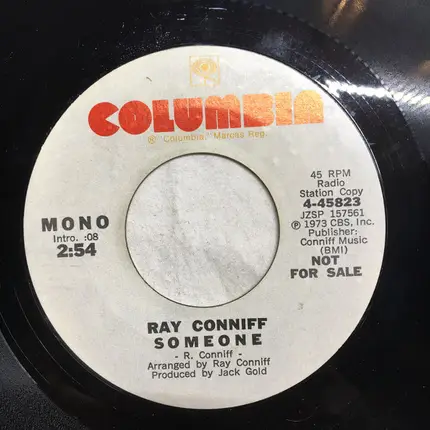 COLUMBIA
® "Columbia," Marcas Reg.
MONO
Intro. :08
2:54
45 RPM
Radio
Station Copy
4-45823
JZSP 157561
℗ 1973 CBS, Inc.
Publisher:
Conniff Music
(BMI)
NOT
FOR SALE
RAY CONNIFF
SOMEONE
- R. Conniff -
Arranged by Ray Conniff
Produced by Jack Gold